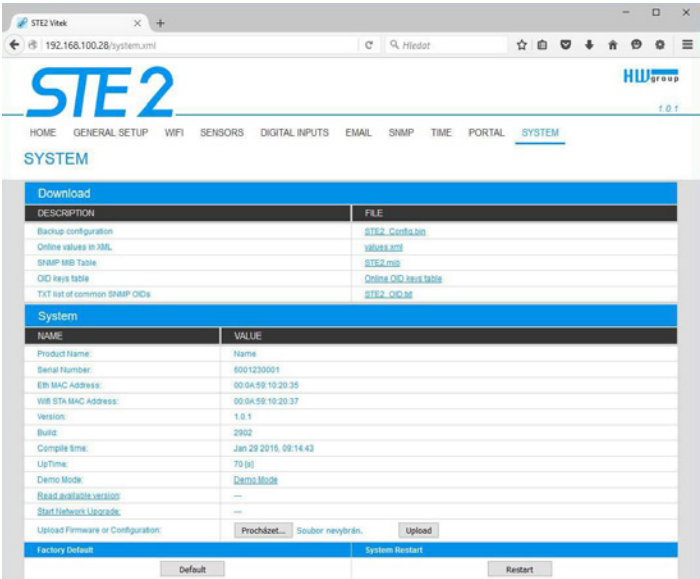 STE2 Vitek
192.168.100.28/system.xml
Hledat
STE2
HWgroup
1.0.1
HOME GENERAL SETUP WIFI SENSORS DIGITAL INPUTS EMAIL SNMP TIME PORTAL SYSTEM
SYSTEM
Download
DESCRIPTION FILE
Backup configuration STE2_Config.bin
Online values in XML values.xml
SNMP MIB Table STE2.mib
OID keys table Online OID keys table
TXT list of common SNMP OIDs STE2_OID.txt
System
NAME VALUE
Product Name: Name
Serial Number: 6001230001
Eth MAC Address: 00:0A:59:10:20:35
Wifi STA MAC Address: 00:0A:59:10:20:37
Version: 1.0.1
Build: 2902
Compile time: Jan 29 2016, 09:14:43
UpTime: 70 [s]
Demo Mode: Demo Mode
Read available version: ---
Start Network Upgrade: ---
Upload Firmware or Configuration: Procházet... Soubor nevybrán. Upload
Factory Default System Restart
Default Restart